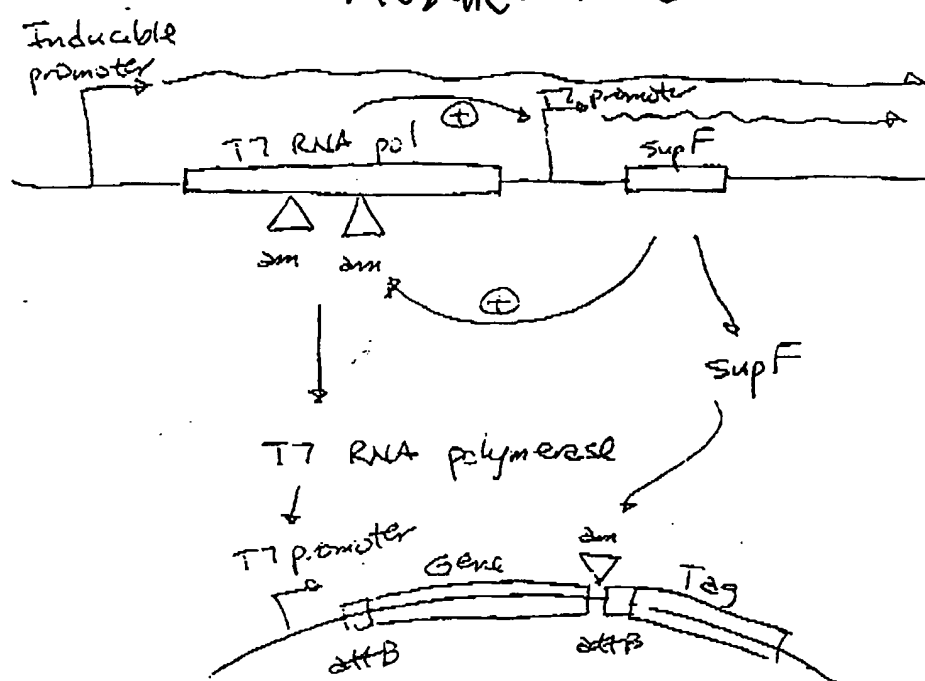 Inducible
promoter
T7 promoter
⊕
T7 RNA pol
supF
am am
⊕
supF
T7 RNA polymerase
am
T7 promoter
Gene
Tag
attB
attB